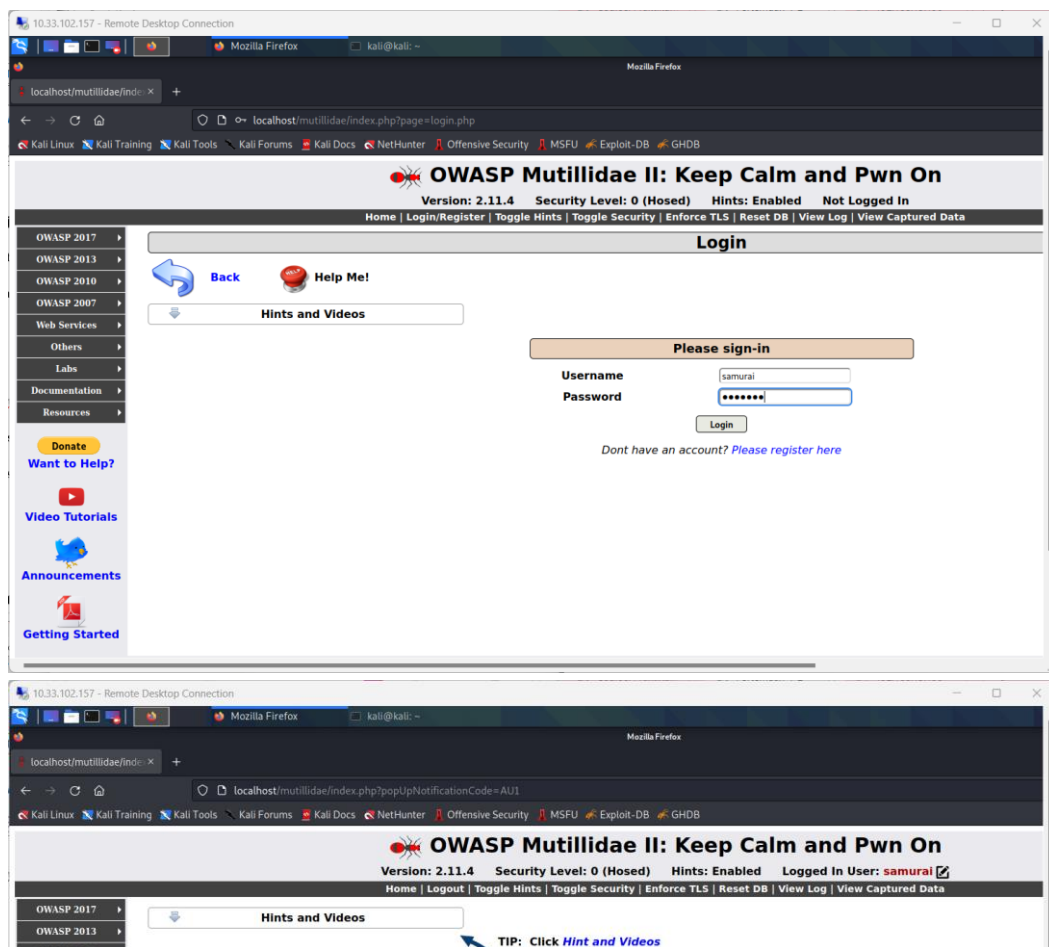 10.33.102.157 - Remote Desktop Connection
Mozilla Firefox kali@kali: ~
Mozilla Firefox
localhost/mutillidae/inde
localhost/mutillidae/index.php?page=login.php
Kali Linux Kali Training Kali Tools Kali Forums Kali Docs NetHunter Offensive Security MSFU Exploit-DB GHDB
OWASP Mutillidae II: Keep Calm and Pwn On
Version: 2.11.4 Security Level: 0 (Hosed) Hints: Enabled Not Logged In
Home | Login/Register | Toggle Hints | Toggle Security | Enforce TLS | Reset DB | View Log | View Captured Data
OWASP 2017
OWASP 2013
OWASP 2010
OWASP 2007
Web Services
Others
Labs
Documentation
Resources
Donate
Want to Help?
Video Tutorials
Announcements
Getting Started
Login
Back Help Me!
Hints and Videos
Please sign-in
Username samurai
Password •••••••
Login
Dont have an account? Please register here
10.33.102.157 - Remote Desktop Connection
Mozilla Firefox kali@kali: ~
Mozilla Firefox
localhost/mutillidae/inde
localhost/mutillidae/index.php?popUpNotificationCode=AU1
Kali Linux Kali Training Kali Tools Kali Forums Kali Docs NetHunter Offensive Security MSFU Exploit-DB GHDB
OWASP Mutillidae II: Keep Calm and Pwn On
Version: 2.11.4 Security Level: 0 (Hosed) Hints: Enabled Logged In User: samurai
Home | Logout | Toggle Hints | Toggle Security | Enforce TLS | Reset DB | View Log | View Captured Data
OWASP 2017
OWASP 2013
Hints and Videos
TIP: Click Hint and Videos